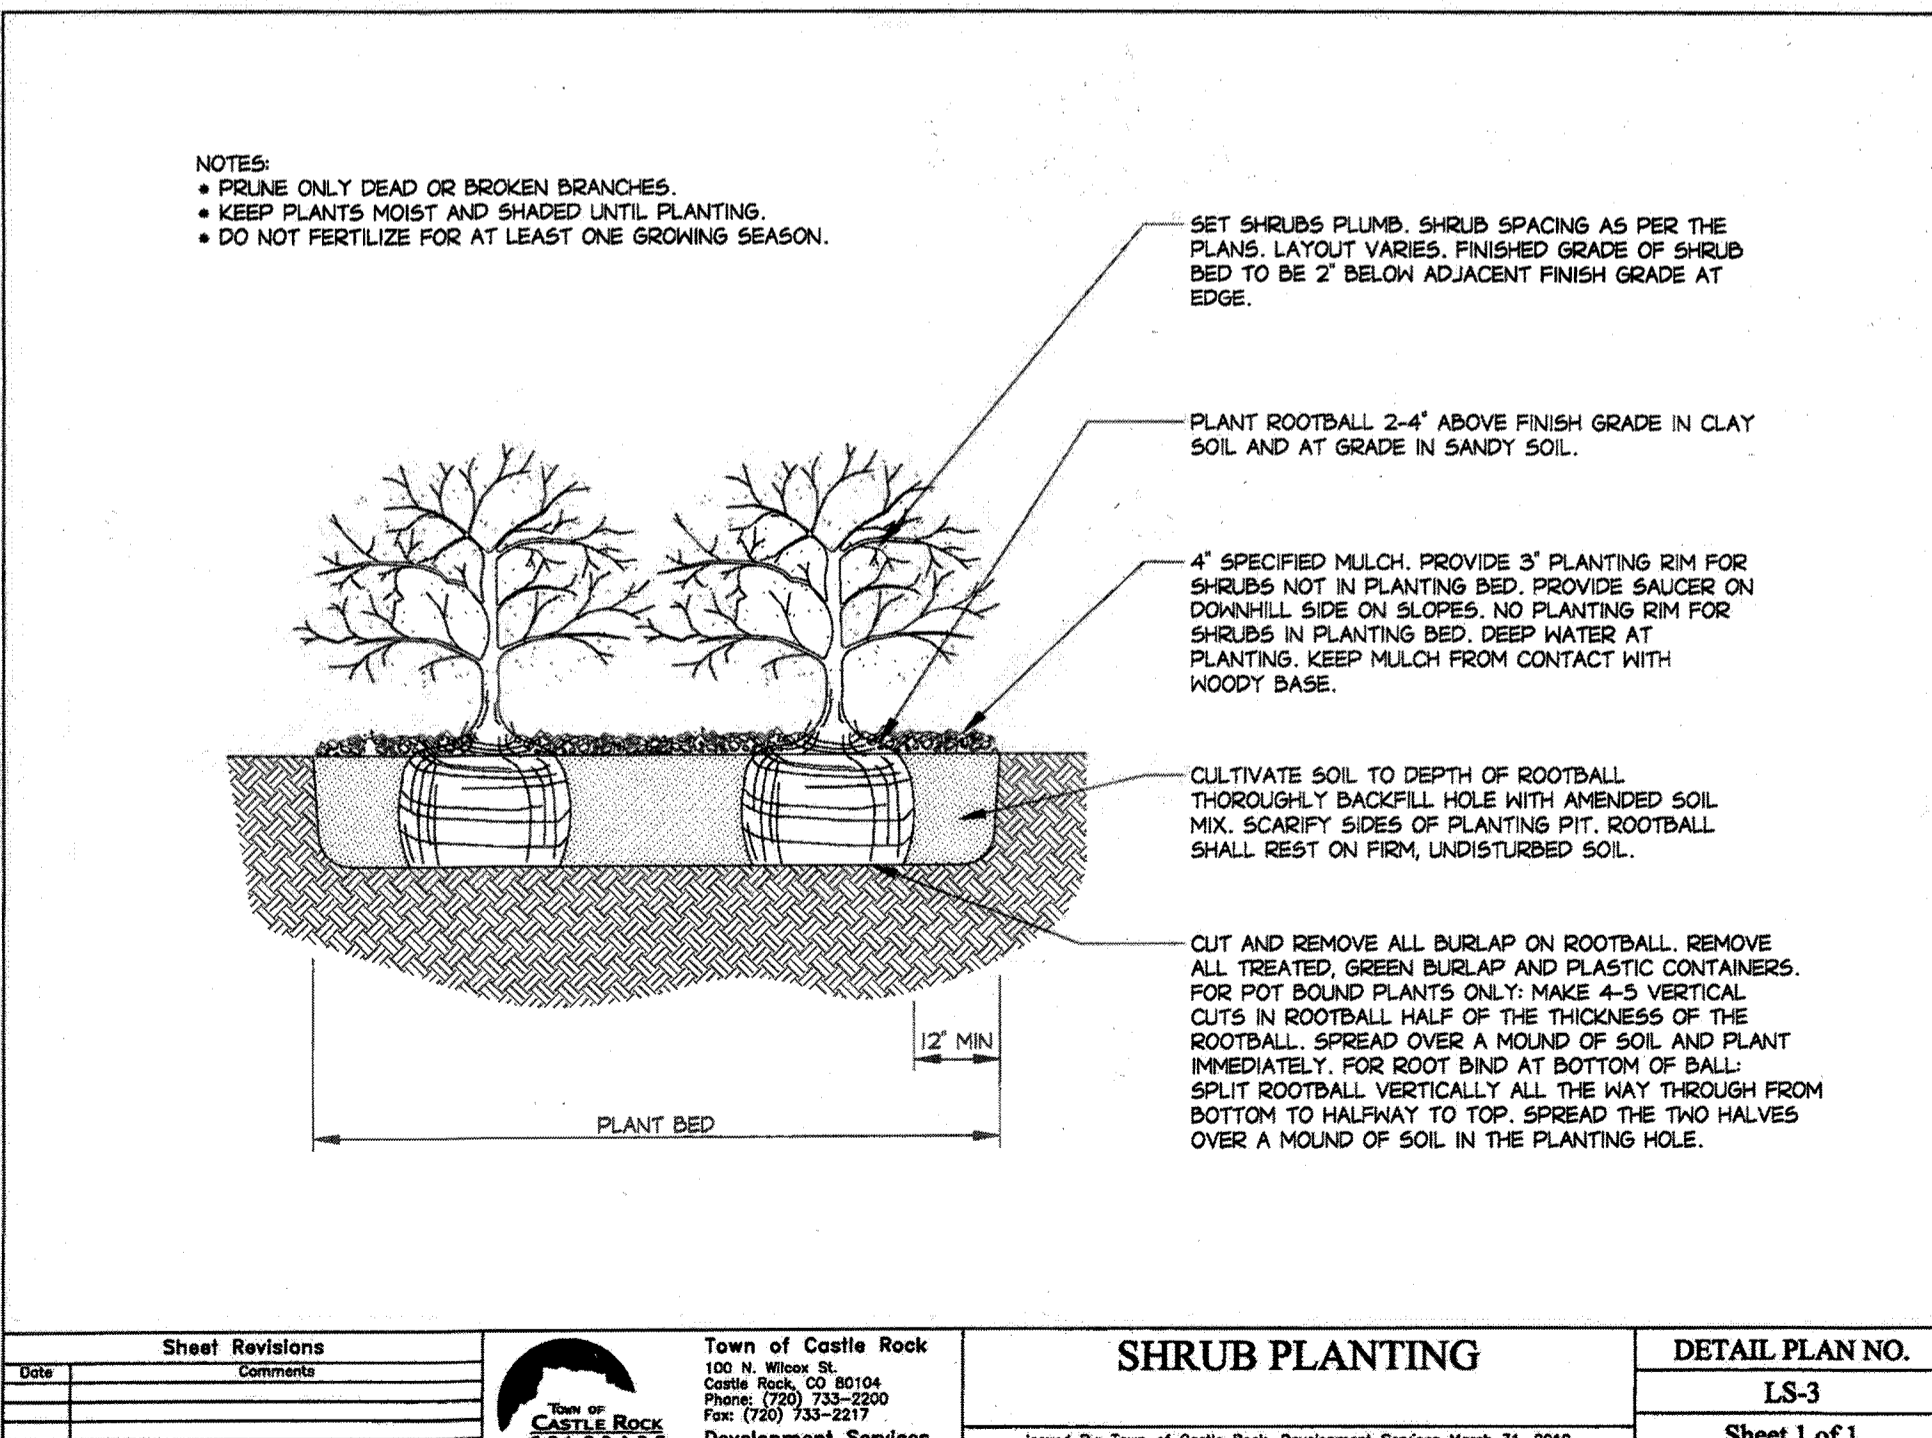 NOTES:
* PRUNE ONLY DEAD OR BROKEN BRANCHES.
* KEEP PLANTS MOIST AND SHADED UNTIL PLANTING.
* DO NOT FERTILIZE FOR AT LEAST ONE GROWING SEASON.
SET SHRUBS PLUMB. SHRUB SPACING AS PER THE
PLANS. LAYOUT VARIES. FINISHED GRADE OF SHRUB
BED TO BE 2" BELOW ADJACENT FINISH GRADE AT
EDGE.
PLANT ROOTBALL 2-4" ABOVE FINISH GRADE IN CLAY
SOIL AND AT GRADE IN SANDY SOIL.
4" SPECIFIED MULCH. PROVIDE 3" PLANTING RIM FOR
SHRUBS NOT IN PLANTING BED. PROVIDE SAUCER ON
DOWNHILL SIDE ON SLOPES. NO PLANTING RIM FOR
SHRUBS IN PLANTING BED. DEEP WATER AT
PLANTING. KEEP MULCH FROM CONTACT WITH
WOODY BASE.
CULTIVATE SOIL TO DEPTH OF ROOTBALL
THOROUGHLY BACKFILL HOLE WITH AMENDED SOIL
MIX. SCARIFY SIDES OF PLANTING PIT. ROOTBALL
SHALL REST ON FIRM, UNDISTURBED SOIL.
CUT AND REMOVE ALL BURLAP ON ROOTBALL. REMOVE
ALL TREATED, GREEN BURLAP AND PLASTIC CONTAINERS.
FOR POT BOUND PLANTS ONLY: MAKE 4-5 VERTICAL
CUTS IN ROOTBALL HALF OF THE THICKNESS OF THE
ROOTBALL. SPREAD OVER A MOUND OF SOIL AND PLANT
IMMEDIATELY. FOR ROOT BIND AT BOTTOM OF BALL:
SPLIT ROOTBALL VERTICALLY ALL THE WAY THROUGH FROM
BOTTOM TO HALFWAY TO TOP. SPREAD THE TWO HALVES
OVER A MOUND OF SOIL IN THE PLANTING HOLE.
12" MIN
PLANT BED
Sheet Revisions
Date
Comments
TOWN OF
CASTLE ROCK
Town of Castle Rock
100 N. Wilcox St.
Castle Rock, CO 80104
Phone: (720) 733-2200
Fax: (720) 733-2217
Development Services
SHRUB PLANTING
DETAIL PLAN NO.
LS-3
Sheet 1 of 1